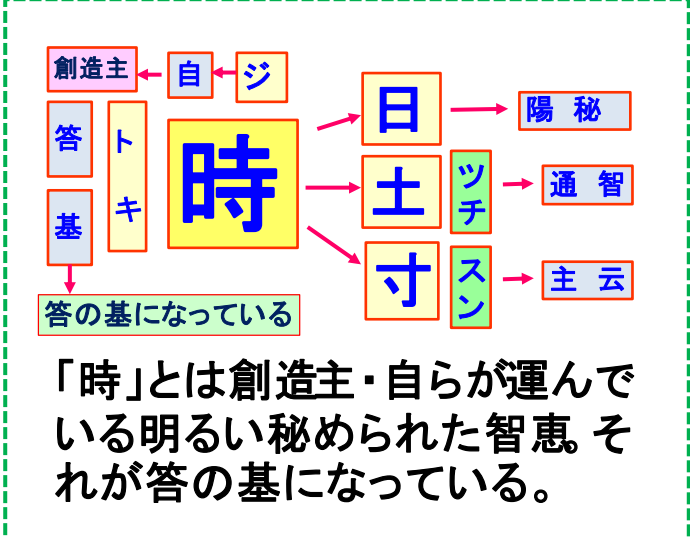 創造主 自 ジ
答 ト 時 日 陽 秘
基 キ 土 ツチ 通 智
寸 スン 主 云
答の基になっている
「時」とは創造主・自らが運んで
いる明るい秘められた智恵。そ
れが答の基になっている。